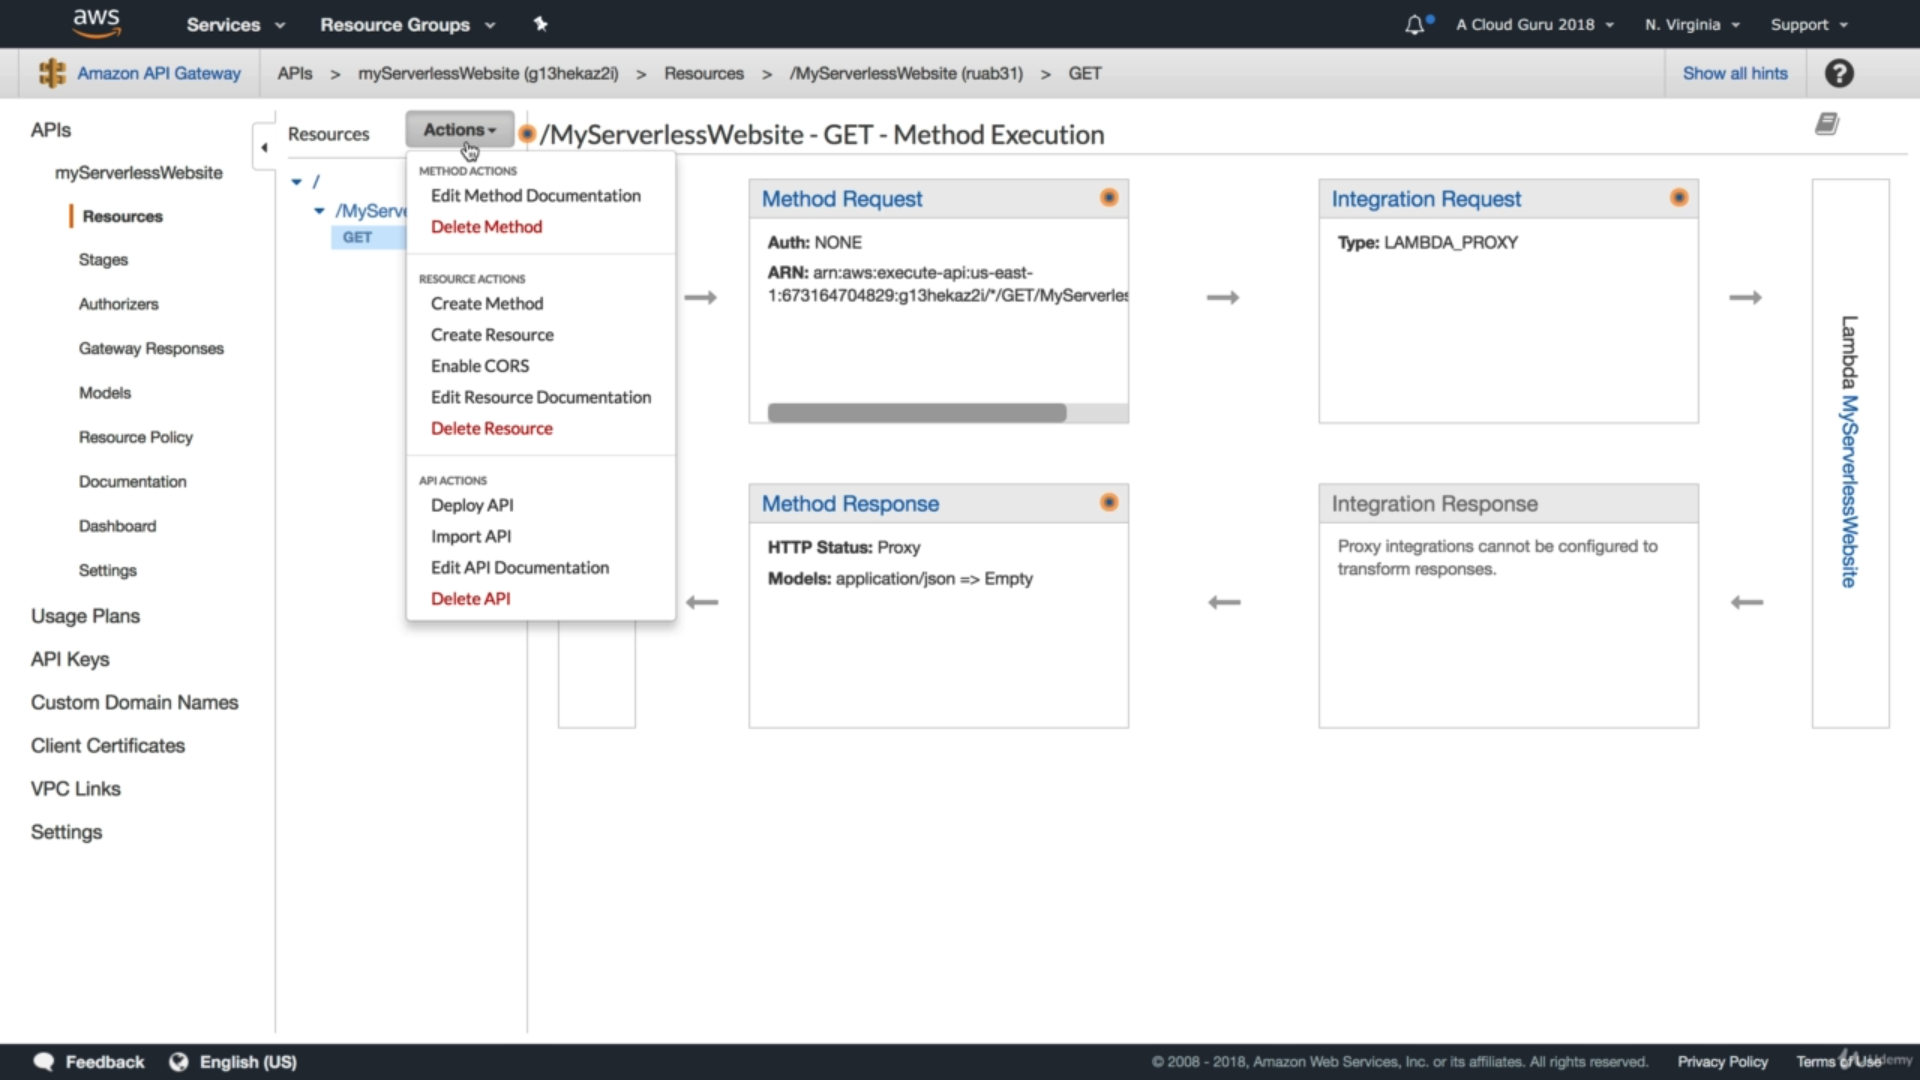 aws Services Resource Groups A Cloud Guru 2018 N. Virginia Support
Amazon API Gateway APIs > myServerlessWebsite (g13hekaz2i) > Resources > /MyServerlessWebsite (ruab31) > GET Show all hints ?
APIs
myServerlessWebsite
Resources
Stages
Authorizers
Gateway Responses
Models
Resource Policy
Documentation
Dashboard
Settings
Usage Plans
API Keys
Custom Domain Names
Client Certificates
VPC Links
Settings
Resources
Actions
/
/MyServe
GET
METHOD ACTIONS
Edit Method Documentation
Delete Method
RESOURCE ACTIONS
Create Method
Create Resource
Enable CORS
Edit Resource Documentation
Delete Resource
API ACTIONS
Deploy API
Import API
Edit API Documentation
Delete API
/MyServerlessWebsite - GET - Method Execution
Method Request
Auth: NONE
ARN: arn:aws:execute-api:us-east-
1:673164704829:g13hekaz2i/*/GET/MyServerles
Integration Request
Type: LAMBDA_PROXY
Method Response
HTTP Status: Proxy
Models: application/json => Empty
Integration Response
Proxy integrations cannot be configured to
transform responses.
Lambda MyServerlessWebsite
Feedback English (US) © 2008 - 2018, Amazon Web Services, Inc. or its affiliates. All rights reserved. Privacy Policy Terms of Use
Udemy